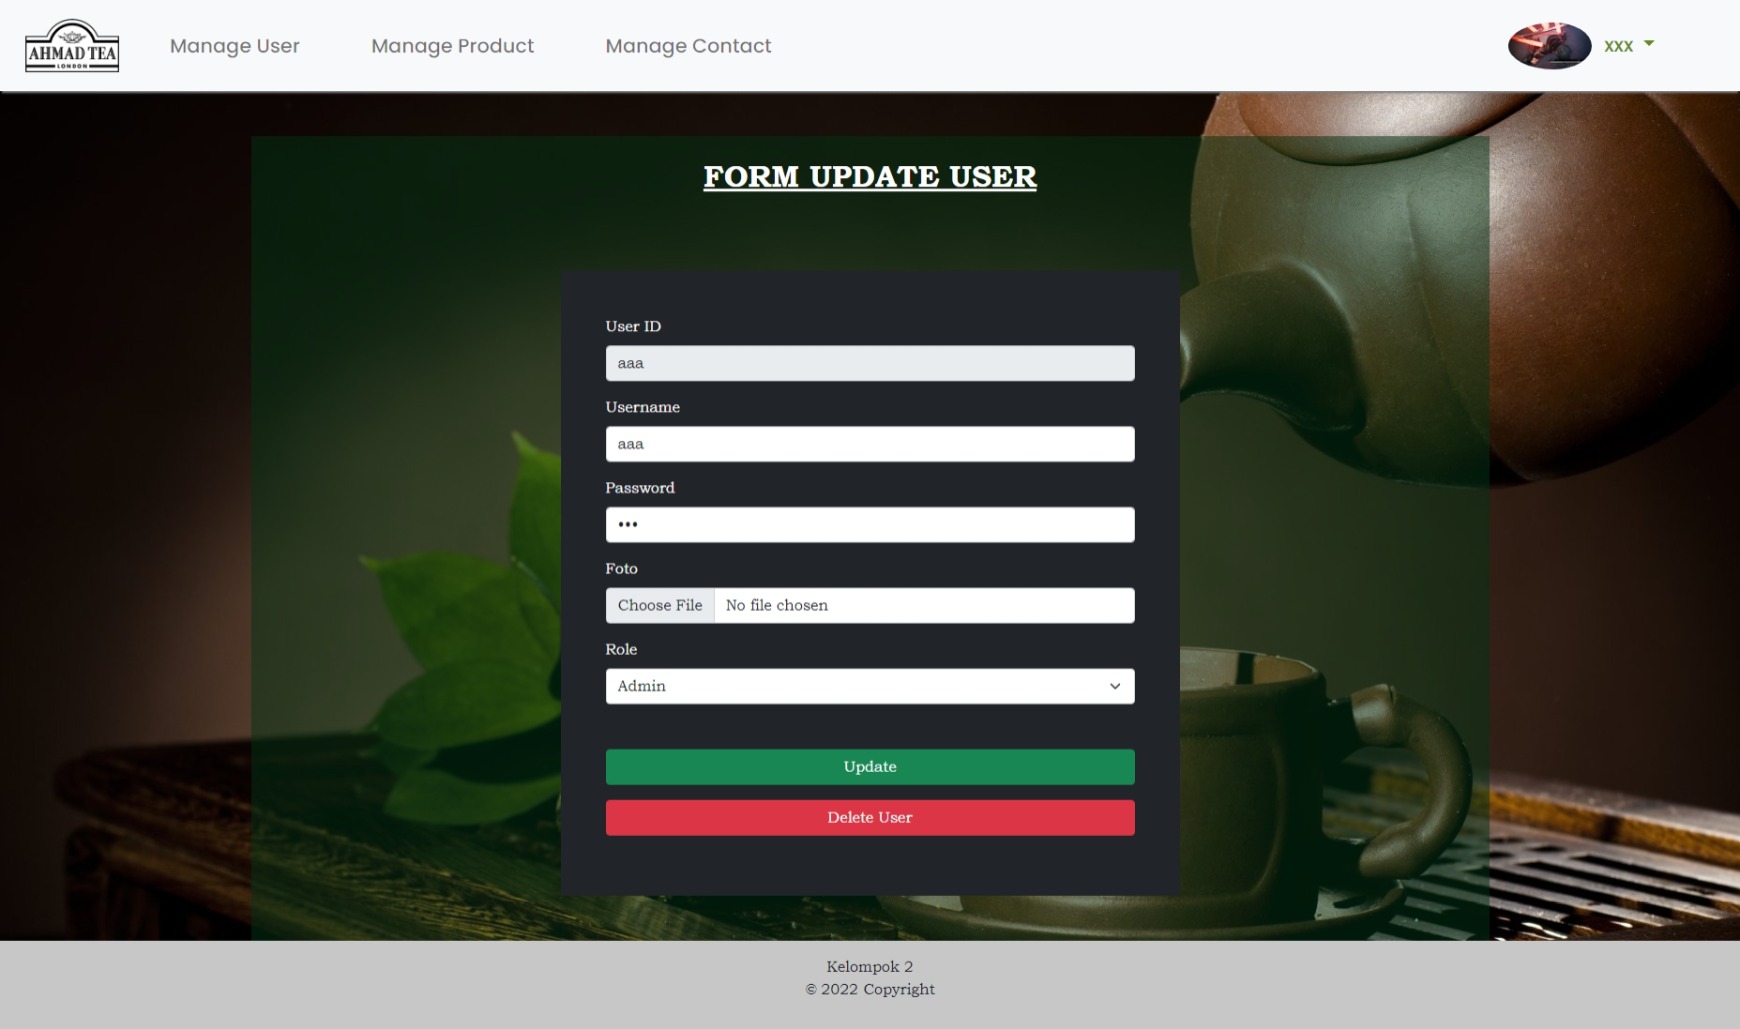 AHMAD TEA
LONDON
Manage User
Manage Product
Manage Contact
xxx
FORM UPDATE USER
User ID
aaa
Username
aaa
Password
•••
Foto
Choose File No file chosen
Role
Admin
Update
Delete User
Kelompok 2
© 2022 Copyright